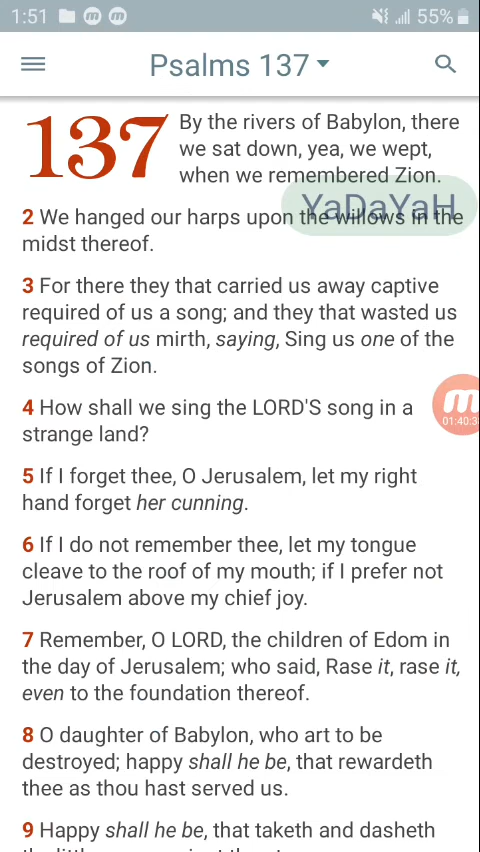 1:51 55%
Psalms 137
137 By the rivers of Babylon, there
we sat down, yea, we wept,
when we remembered Zion.
YaDaYaH
2 We hanged our harps upon the willows in the
midst thereof.
3 For there they that carried us away captive
required of us a song; and they that wasted us
required of us mirth, saying, Sing us one of the
songs of Zion.
4 How shall we sing the LORD'S song in a
strange land?
01:40:3
5 If I forget thee, O Jerusalem, let my right
hand forget her cunning.
6 If I do not remember thee, let my tongue
cleave to the roof of my mouth; if I prefer not
Jerusalem above my chief joy.
7 Remember, O LORD, the children of Edom in
the day of Jerusalem; who said, Rase it, rase it,
even to the foundation thereof.
8 O daughter of Babylon, who art to be
destroyed; happy shall he be, that rewardeth
thee as thou hast served us.
9 Happy shall he be, that taketh and dasheth